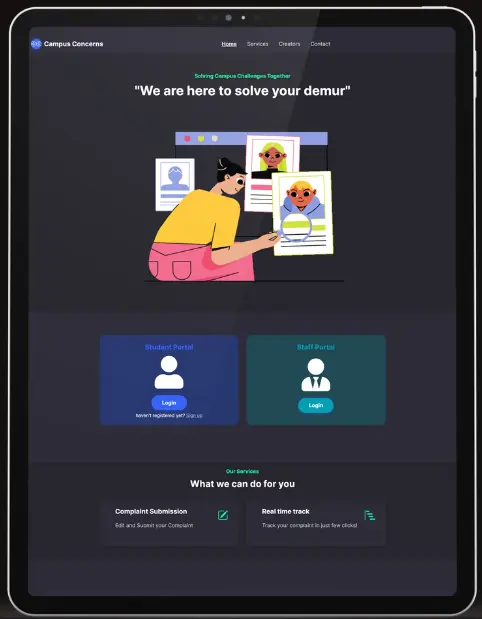 Campus Concerns
Home Services Creators Contact
Solving Campus Challenges Together
"We are here to solve your demur"
Student Portal
Login
haven't registered yet? Sign up
Staff Portal
Login
Our Services
What we can do for you
Complaint Submission
Edit and Submit your Complaint
Real time track
Track your complaint in just few clicks!